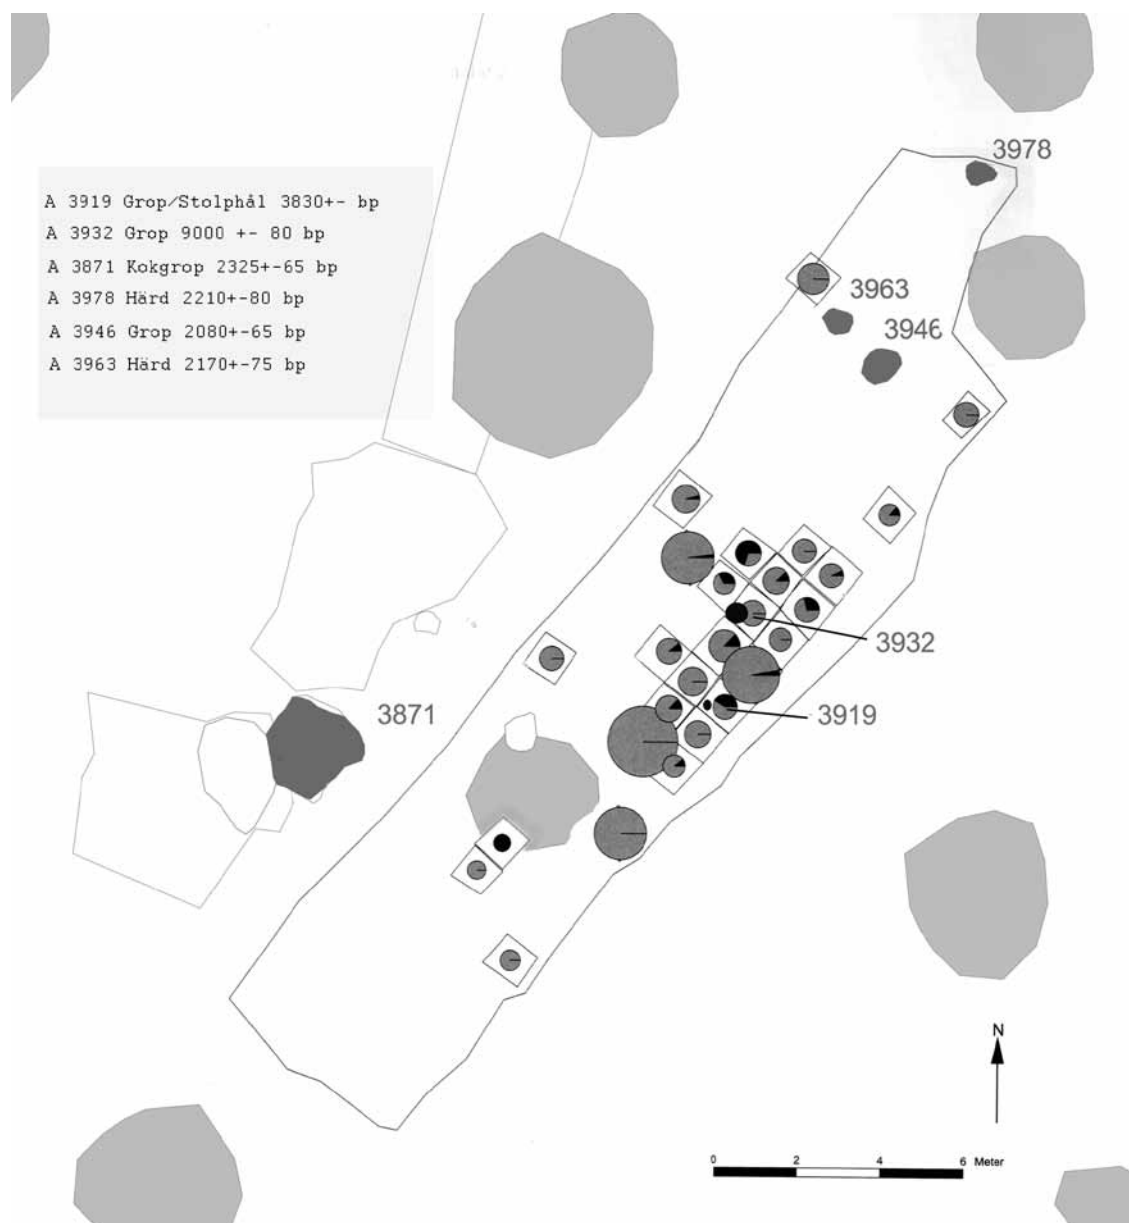 3978
A 3919 Grop/Stolphål 3830+- bp
A 3932 Grop 9000 +- 80 bp
A 3871 Kokgrop 2325+-65 bp
A 3978 Härd 2210+-80 bp
A 3946 Grop 2080+-65 bp
A 3963 Härd 2170+-75 bp
3963
3946
3932
3871
3919
N
0 2 4 6 Meter